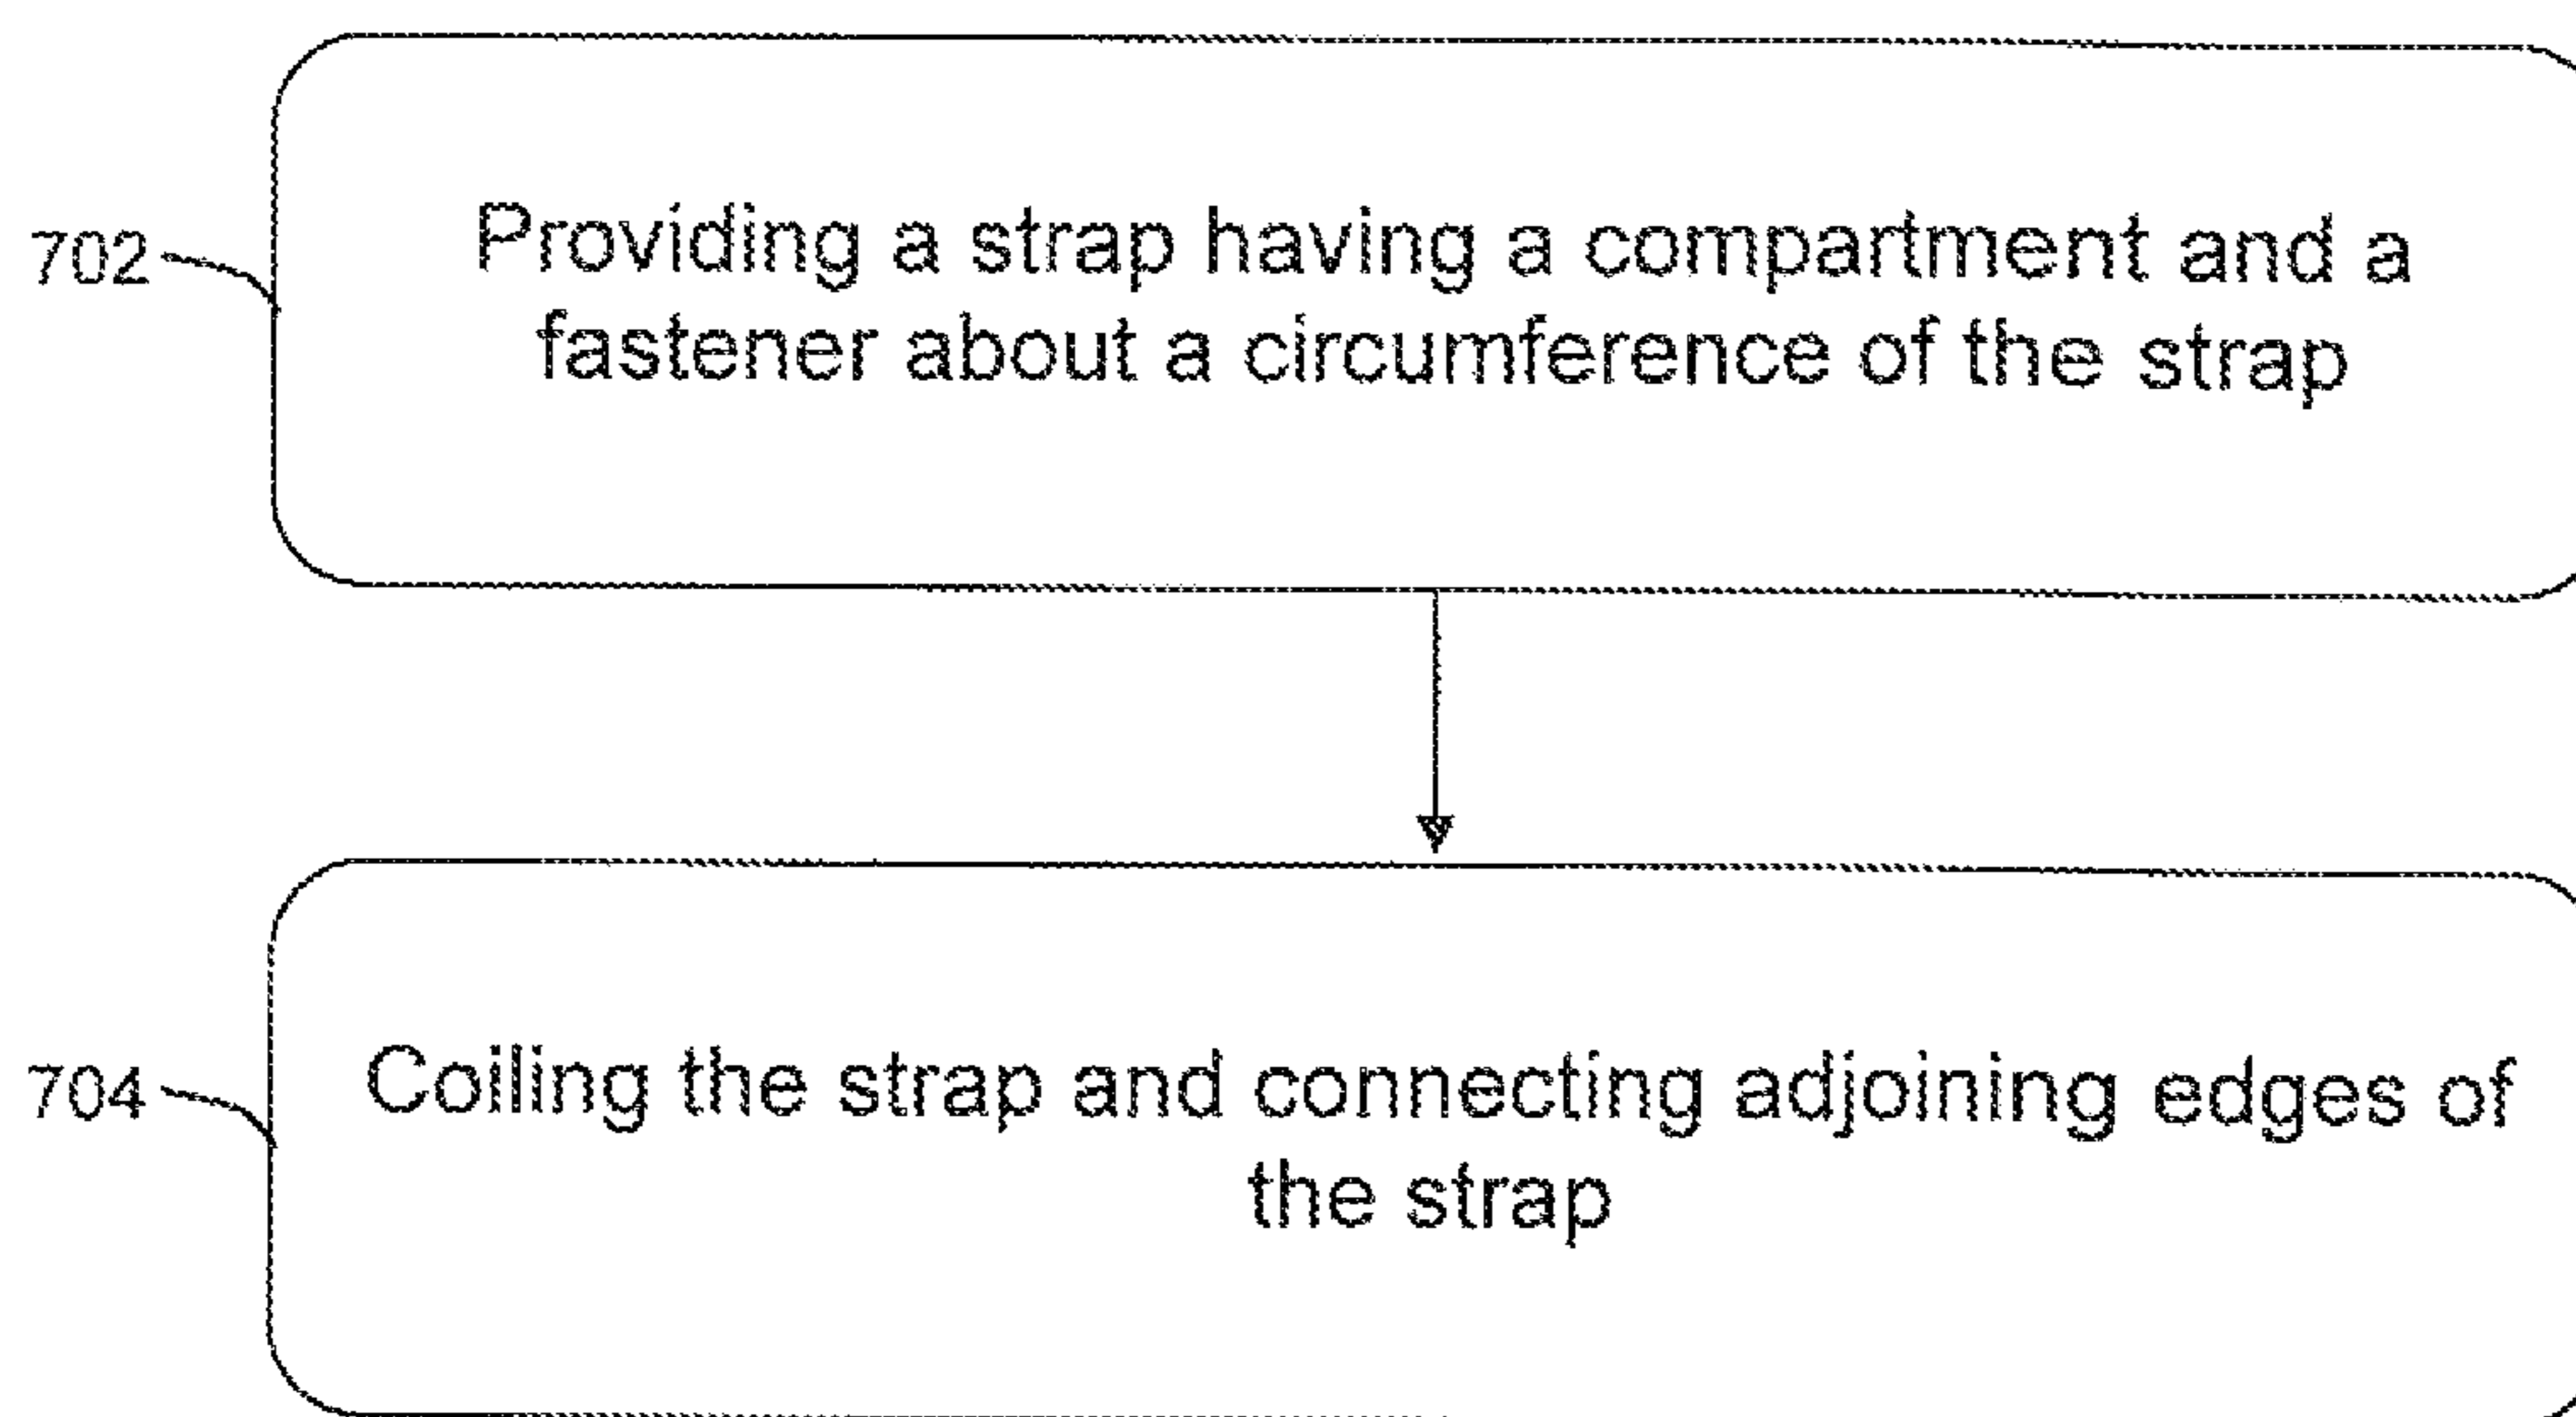 702
Providing a strap having a compartment and a
fastener about a circumference of the strap
704
Coiling the strap and connecting adjoining edges of
the strap